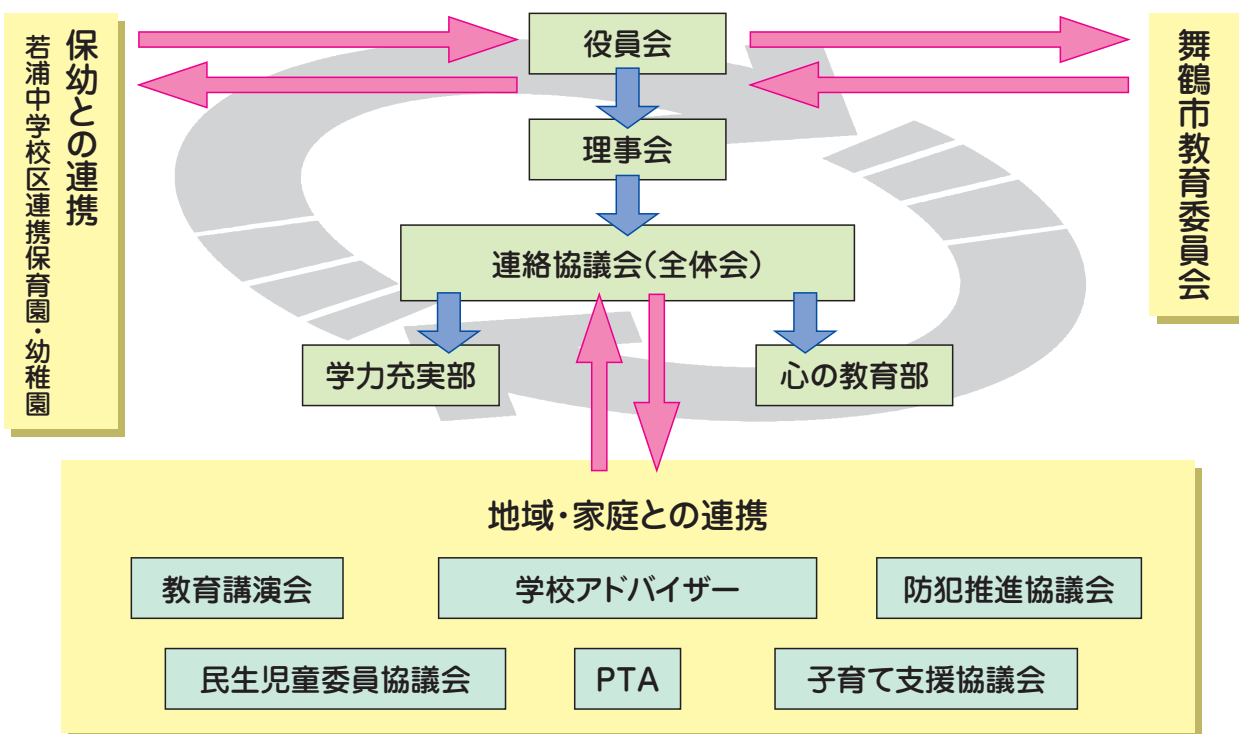 保幼との連携
若浦中学校区連携保育園・幼稚園
役員会
舞鶴市教育委員会
理事会
連絡協議会(全体会)
学力充実部
心の教育部
地域・家庭との連携
教育講演会
学校アドバイザー
防犯推進協議会
民生児童委員協議会
PTA
子育て支援協議会